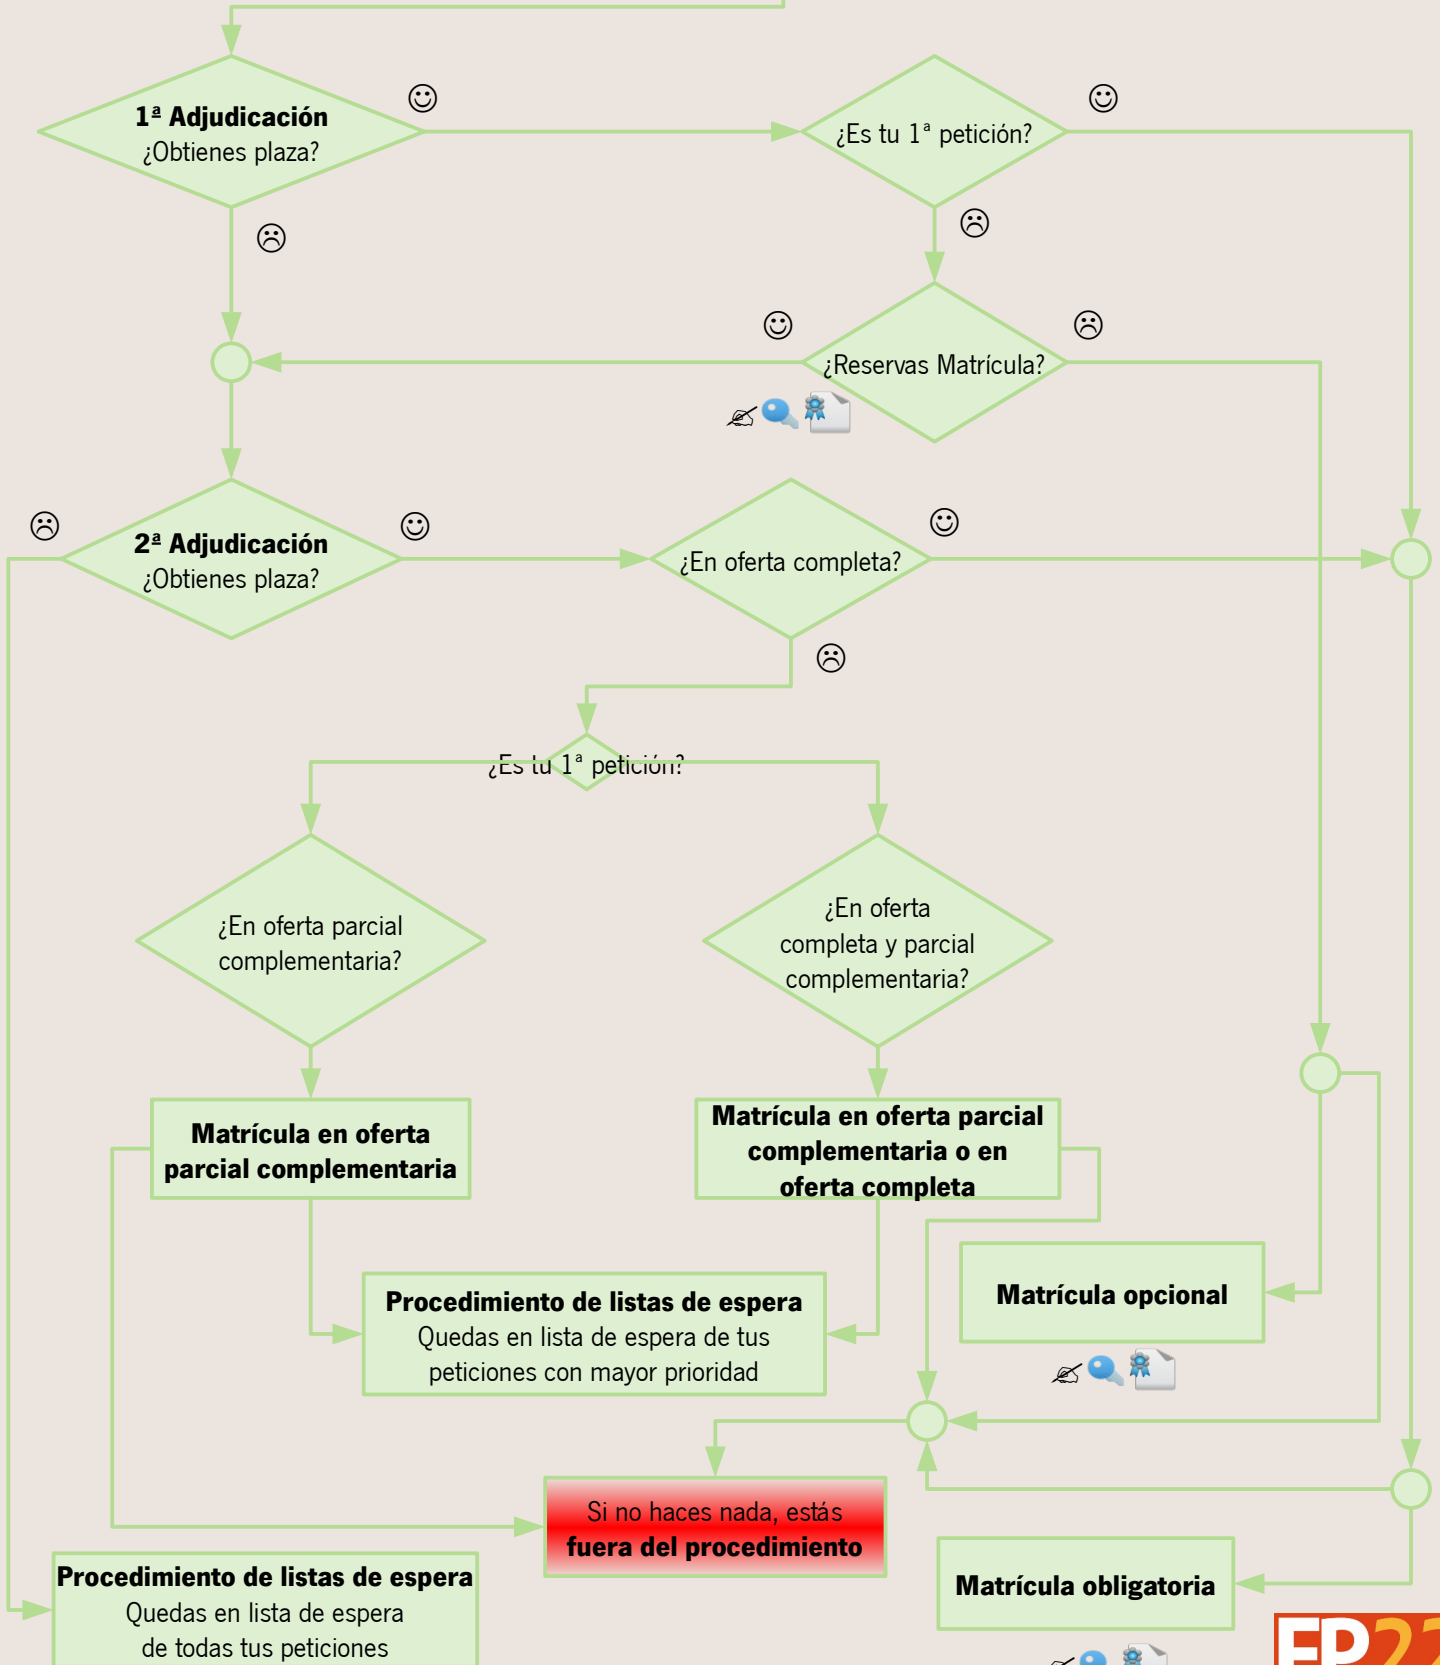 1ª Adjudicación
¿Obtienes plaza?
¿Es tu 1ª petición?
¿Reservas Matrícula?
2ª Adjudicación
¿Obtienes plaza?
¿En oferta completa?
¿Es tu 1ª petición?
¿En oferta parcial
complementaria?
¿En oferta
completa y parcial
complementaria?
Matrícula en oferta
parcial complementaria
Matrícula en oferta parcial
complementaria o en
oferta completa
Procedimiento de listas de espera
Quedas en lista de espera de tus
peticiones con mayor prioridad
Matrícula opcional
Si no haces nada, estás
fuera del procedimiento
Procedimiento de listas de espera
Quedas en lista de espera
de todas tus peticiones
Matrícula obligatoria
FP22